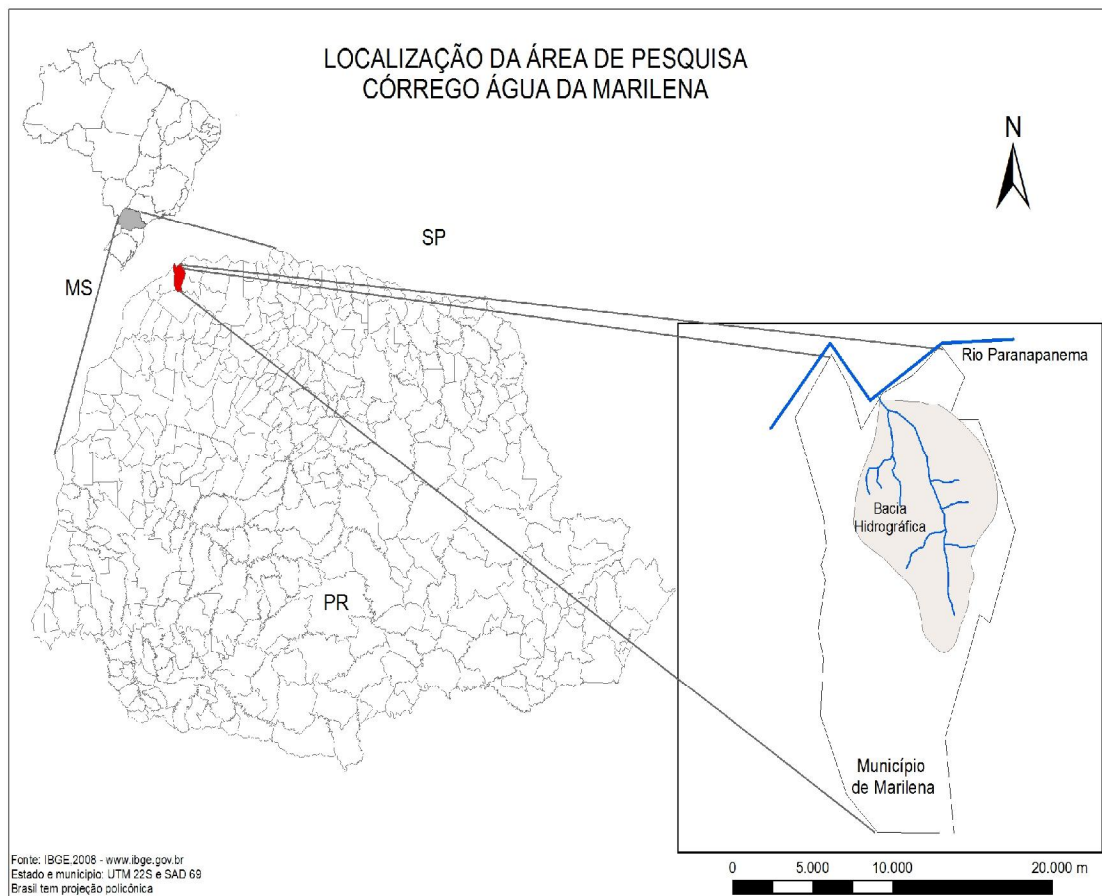 LOCALIZAÇÃO DA ÁREA DE PESQUISA
CÓRREGO ÁGUA DA MARILENA
N
SP
MS
PR
Rio Paranapanema
Bacia
Hidrográfica
Município
de Marilena
Fonte: IBGE,2008 - www.ibge.gov.br
Estado e município: UTM 22S e SAD 69
Brasil tem projeção policônica
0 5.000 10.000 20.000 m